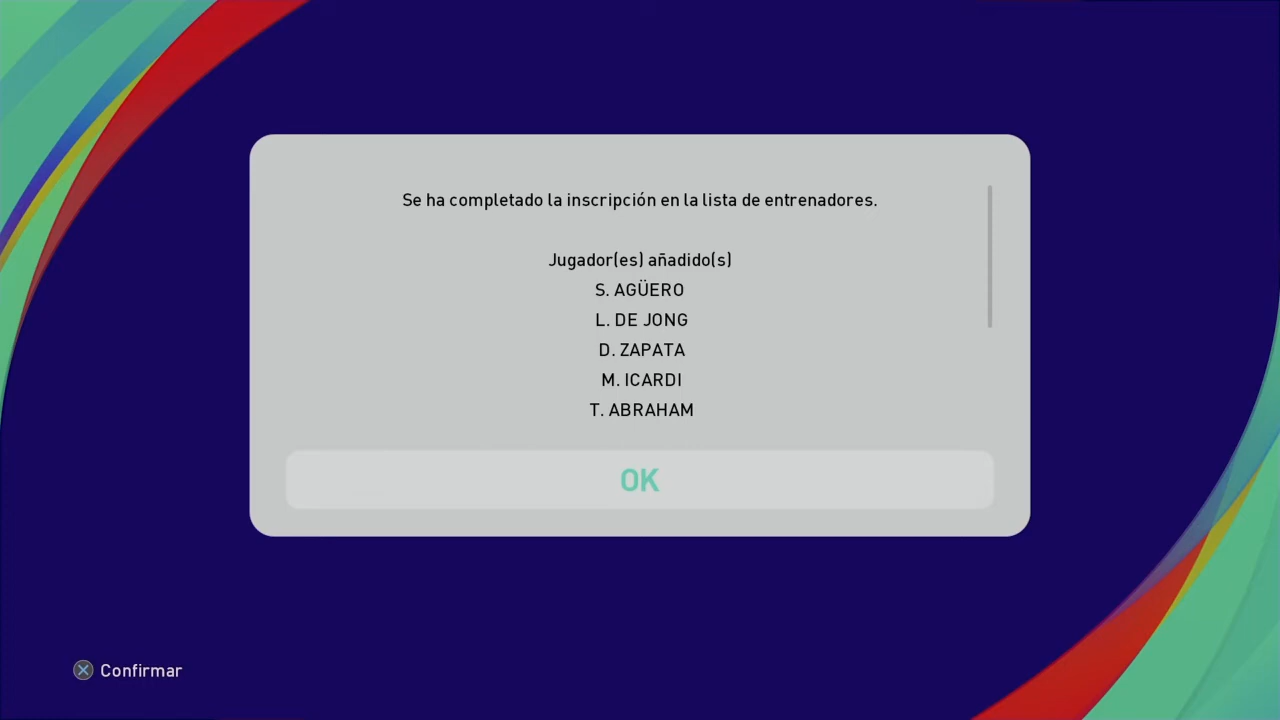 Se ha completado la inscripción en la lista de entrenadores.
Jugador(es) añadido(s)
S. AGÜERO
L. DE JONG
D. ZAPATA
M. ICARDI
T. ABRAHAM
OK
Confirmar